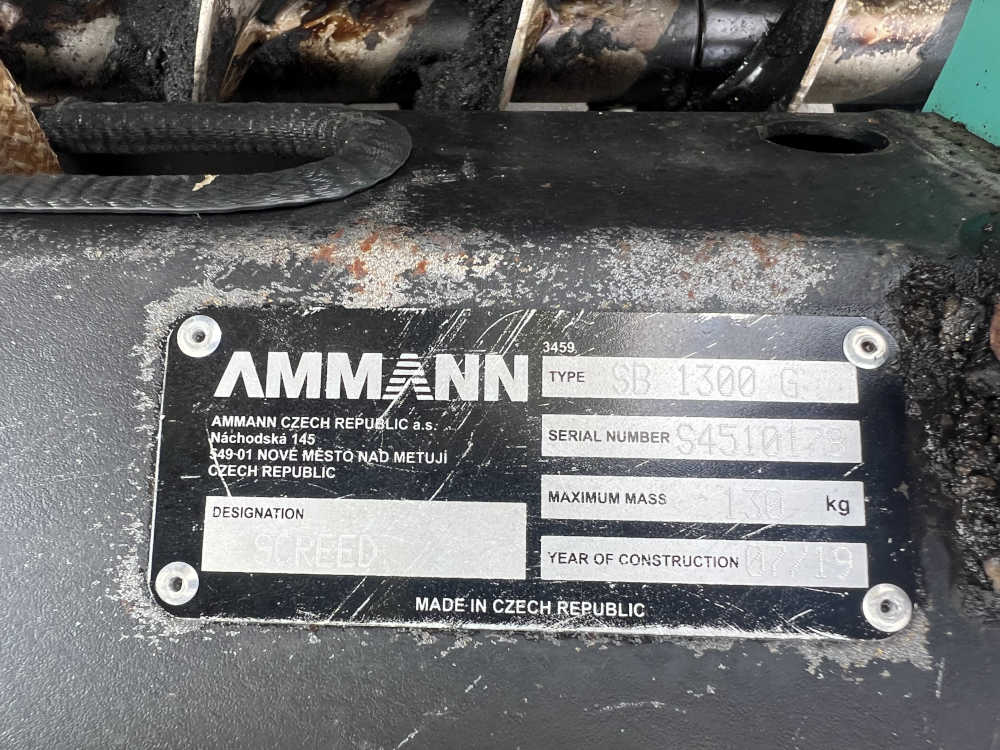 AMMANN
AMMANN CZECH REPUBLIC a.s.
Náchodská 145
549-01 NOVÉ MĚSTO NAD METUJÍ
CZECH REPUBLIC
DESIGNATION
SCREED
3459
TYPE SB 1300 G
SERIAL NUMBER
MAXIMUM MASS 130 kg
YEAR OF CONSTRUCTION 07/19
MADE IN CZECH REPUBLIC